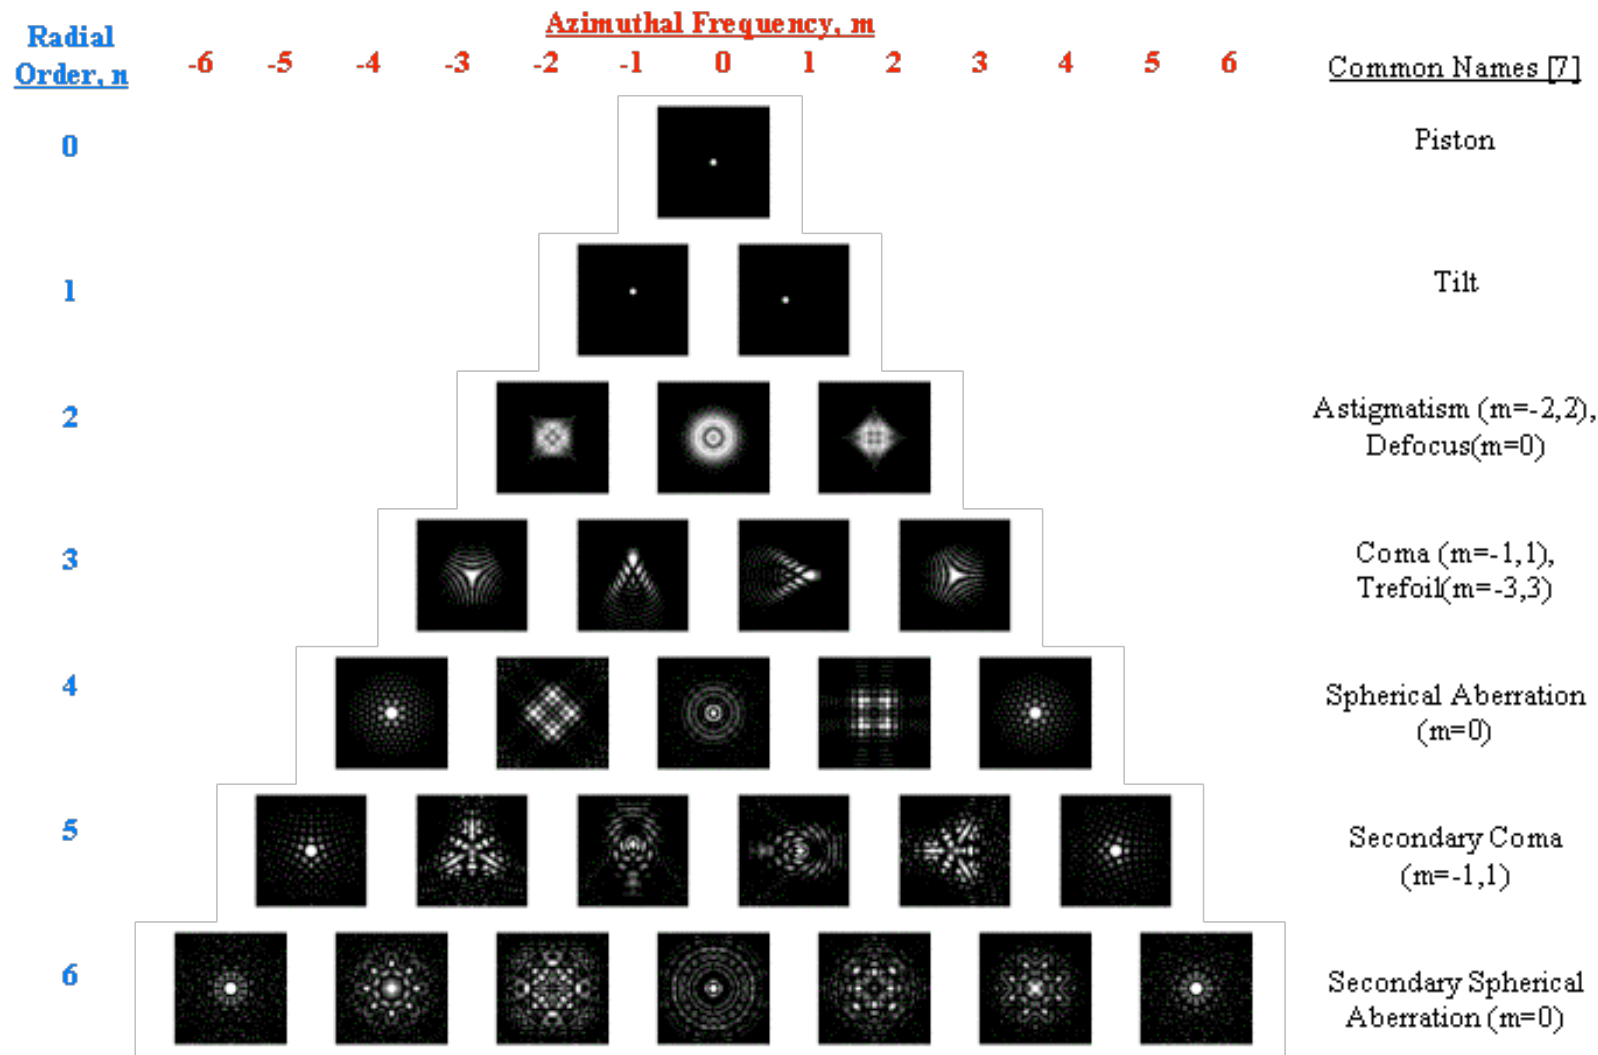 Azimuthal Frequency, m
Radial
Order, n
-6 -5 -4 -3 -2 -1 0 1 2 3 4 5 6
Common Names [7]
0
Piston
1
Tilt
2
Astigmatism (m=-2,2),
Defocus(m=0)
3
Coma (m=-1,1),
Trefoil(m=-3,3)
4
Spherical Aberration
(m=0)
5
Secondary Coma
(m=-1,1)
6
Secondary Spherical
Aberration (m=0)